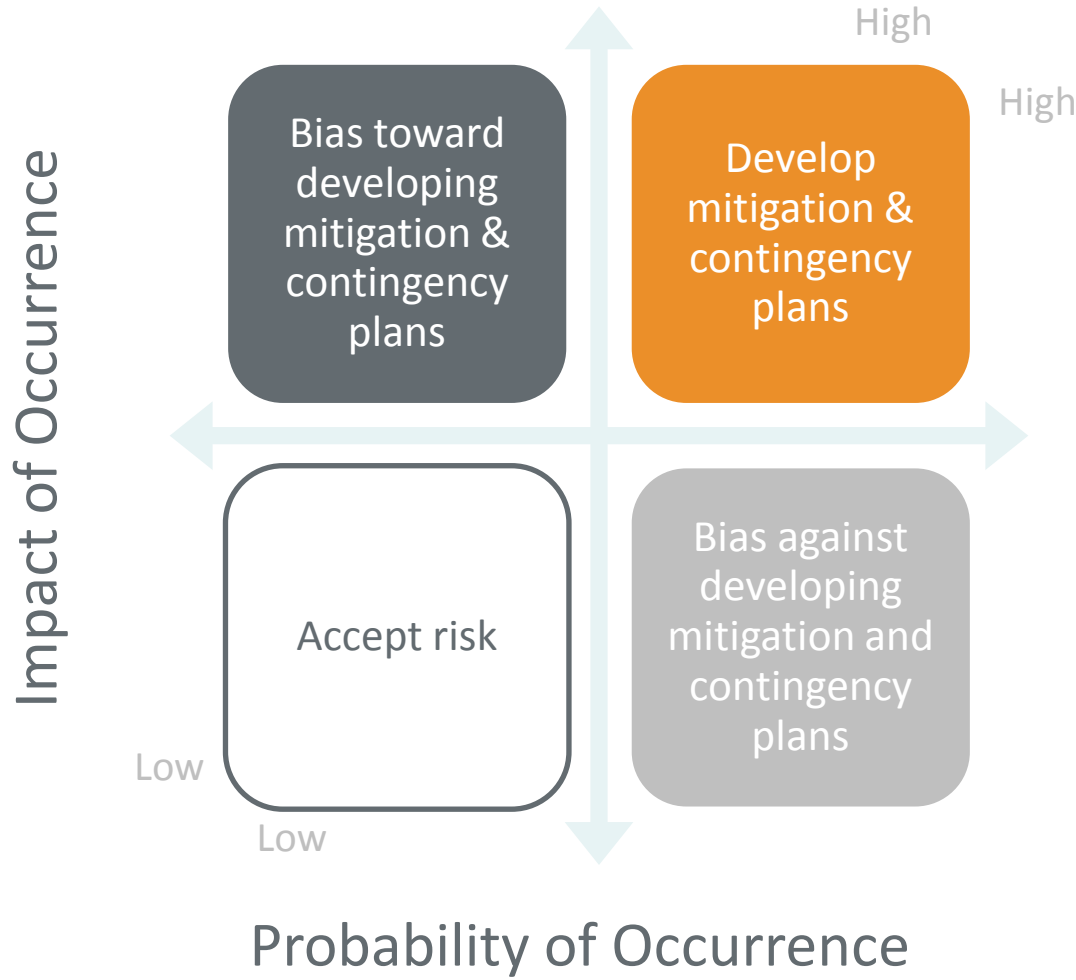 High
High
Impact of Occurrence
Bias toward
developing
mitigation &
contingency
plans
Develop
mitigation &
contingency
plans
Accept risk
Bias against
developing
mitigation and
contingency
plans
Low
Low
Probability of Occurrence